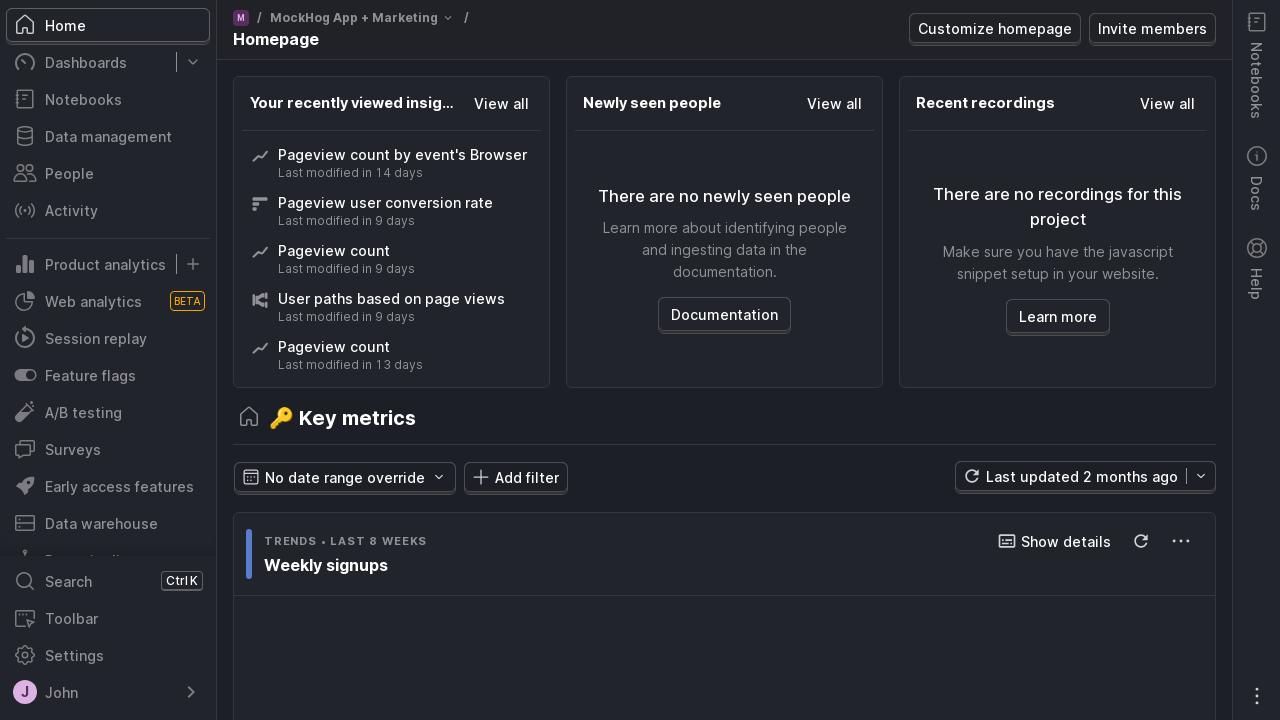 Home
Dashboards
Notebooks
Data management
People
Activity
Product analytics
Web analytics BETA
Session replay
Feature flags
A/B testing
Surveys
Early access features
Data warehouse
Search Ctrl K
Toolbar
Settings
J John
M / MockHog App + Marketing /
Homepage
Customize homepage
Invite members
Your recently viewed insig... View all
Pageview count by event's Browser
Last modified in 14 days
Pageview user conversion rate
Last modified in 9 days
Pageview count
Last modified in 9 days
User paths based on page views
Last modified in 9 days
Pageview count
Last modified in 13 days
Newly seen people View all
There are no newly seen people
Learn more about identifying people
and ingesting data in the
documentation.
Documentation
Recent recordings View all
There are no recordings for this
project
Make sure you have the javascript
snippet setup in your website.
Learn more
🔑 Key metrics
No date range override
Add filter
Last updated 2 months ago
TRENDS • LAST 8 WEEKS
Show details
Weekly signups
Notebooks
Docs
Help